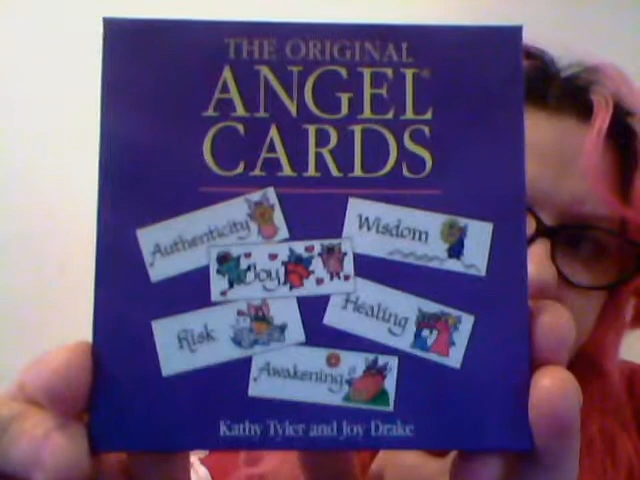 THE ORIGINAL
ANGEL®
CARDS
Authenticity
Wisdom
Joy
Risk
Healing
Awakening
Kathy Tyler and Joy Drake